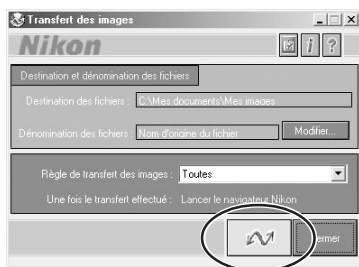 Transfert des images
Nikon
Destination et dénomination des fichiers
Destination des fichiers : C:\Mes documents\Mes images
Dénomination des fichiers : Nom d'origine du fichier
Modifier...
Règle de transfert des images : Toutes
Une fois le transfert effectué : Lancer le navigateur Nikon